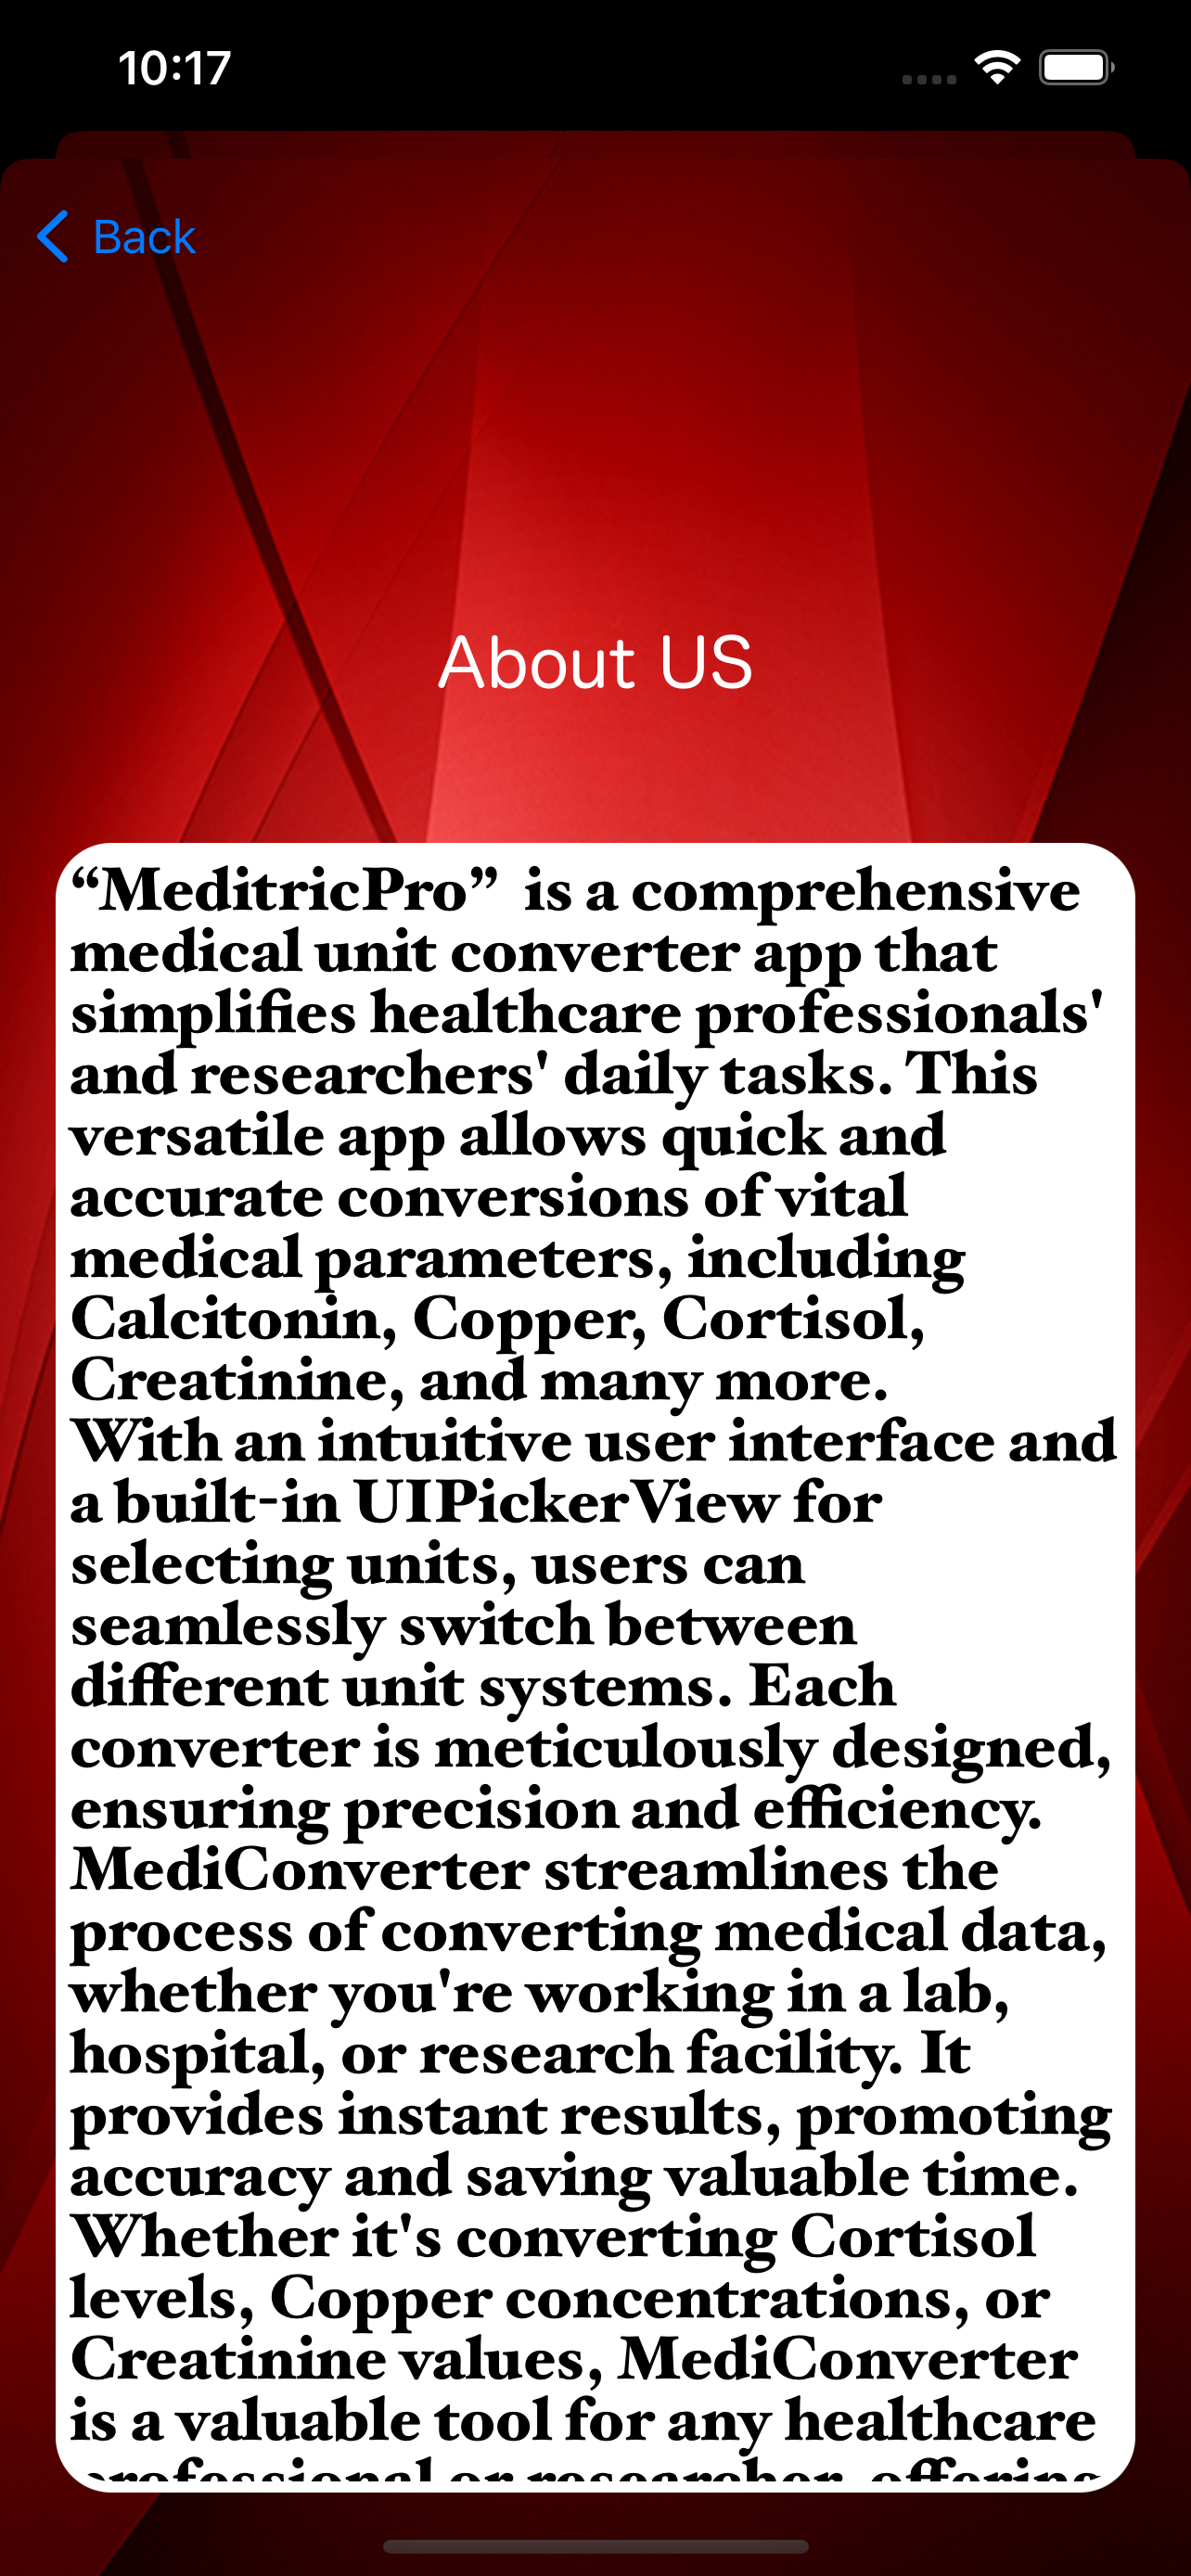 10:17
Back
About US
“MeditricPro”  is a comprehensive
medical unit converter app that
simplifies healthcare professionals'
and researchers' daily tasks. This
versatile app allows quick and
accurate conversions of vital
medical parameters, including
Calcitonin, Copper, Cortisol,
Creatinine, and many more.
With an intuitive user interface and
a built-in UIPickerView for
selecting units, users can
seamlessly switch between
different unit systems. Each
converter is meticulously designed,
ensuring precision and efficiency.
MediConverter streamlines the
process of converting medical data,
whether you're working in a lab,
hospital, or research facility. It
provides instant results, promoting
accuracy and saving valuable time.
Whether it's converting Cortisol
levels, Copper concentrations, or
Creatinine values, MediConverter
is a valuable tool for any healthcare
professional or researcher, offering